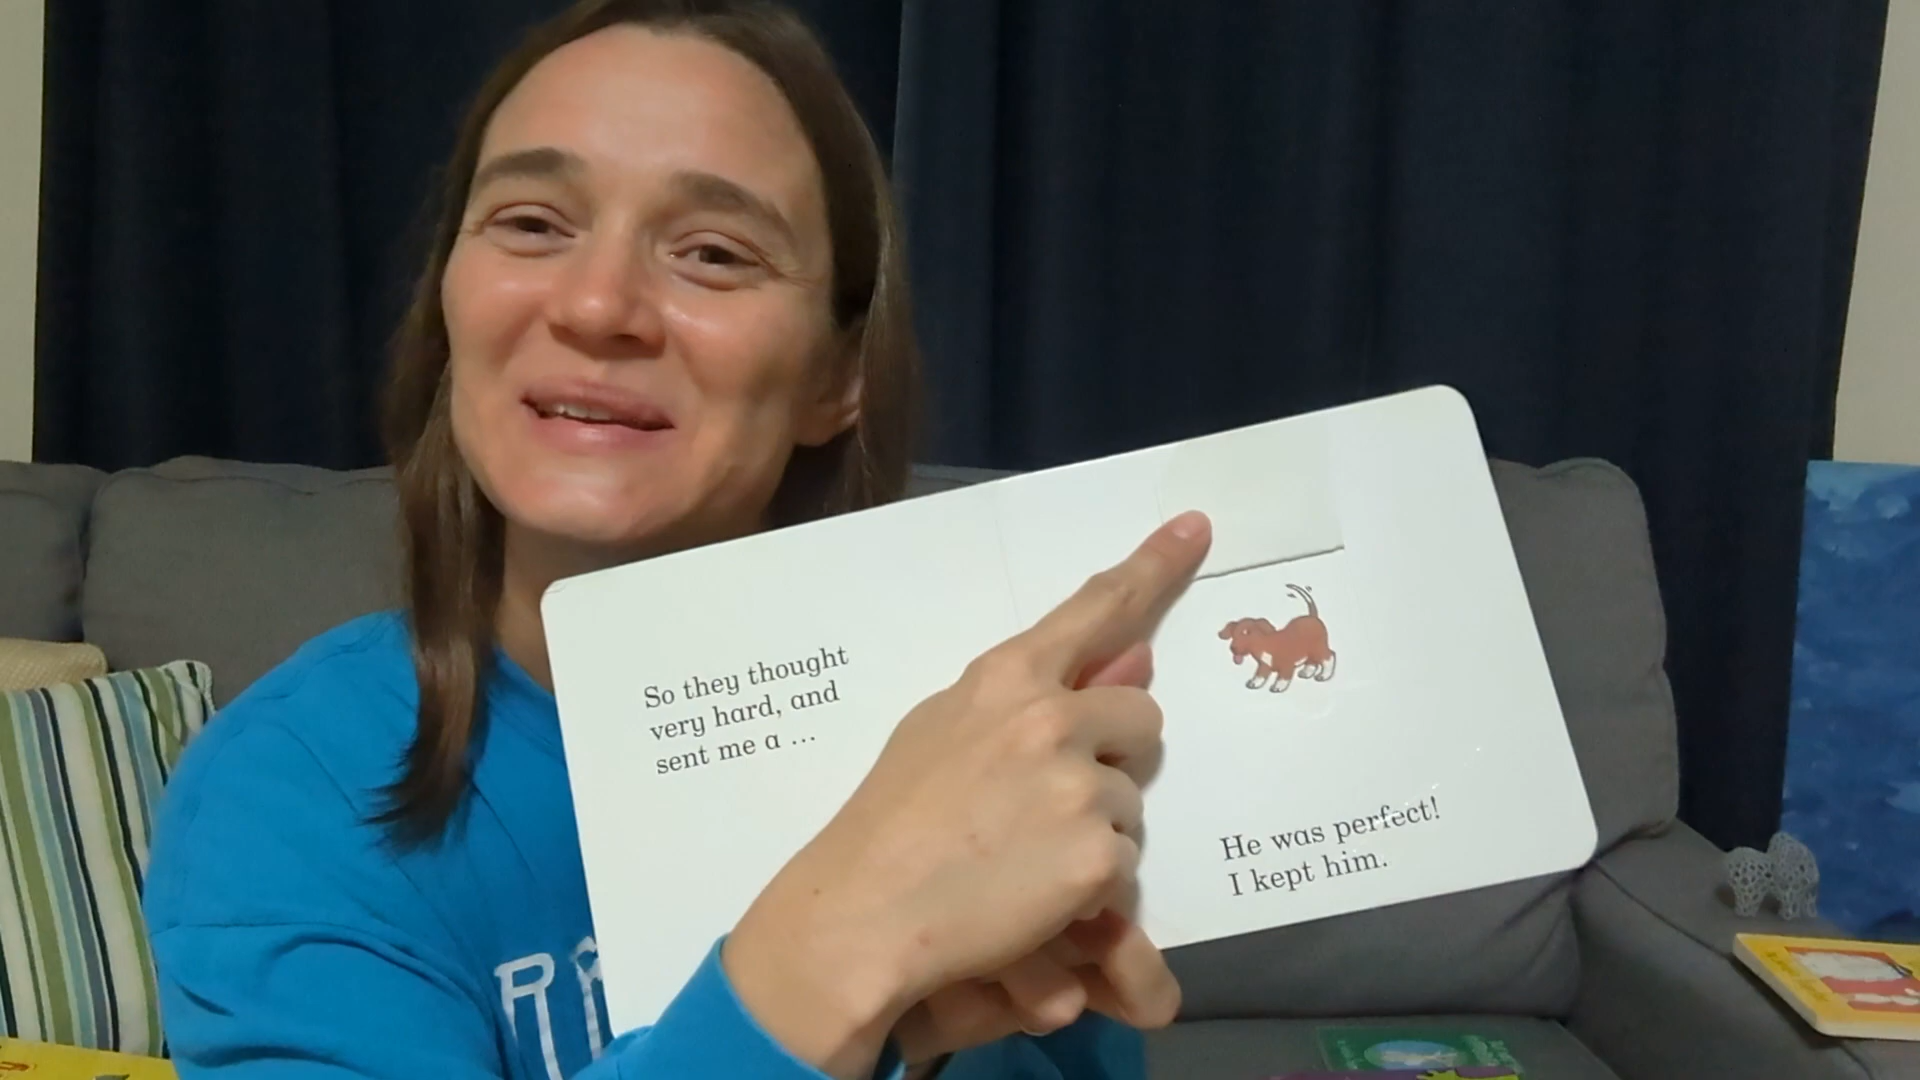 So they thought
very hard, and
sent me a ...
He was perfect!
I kept him.